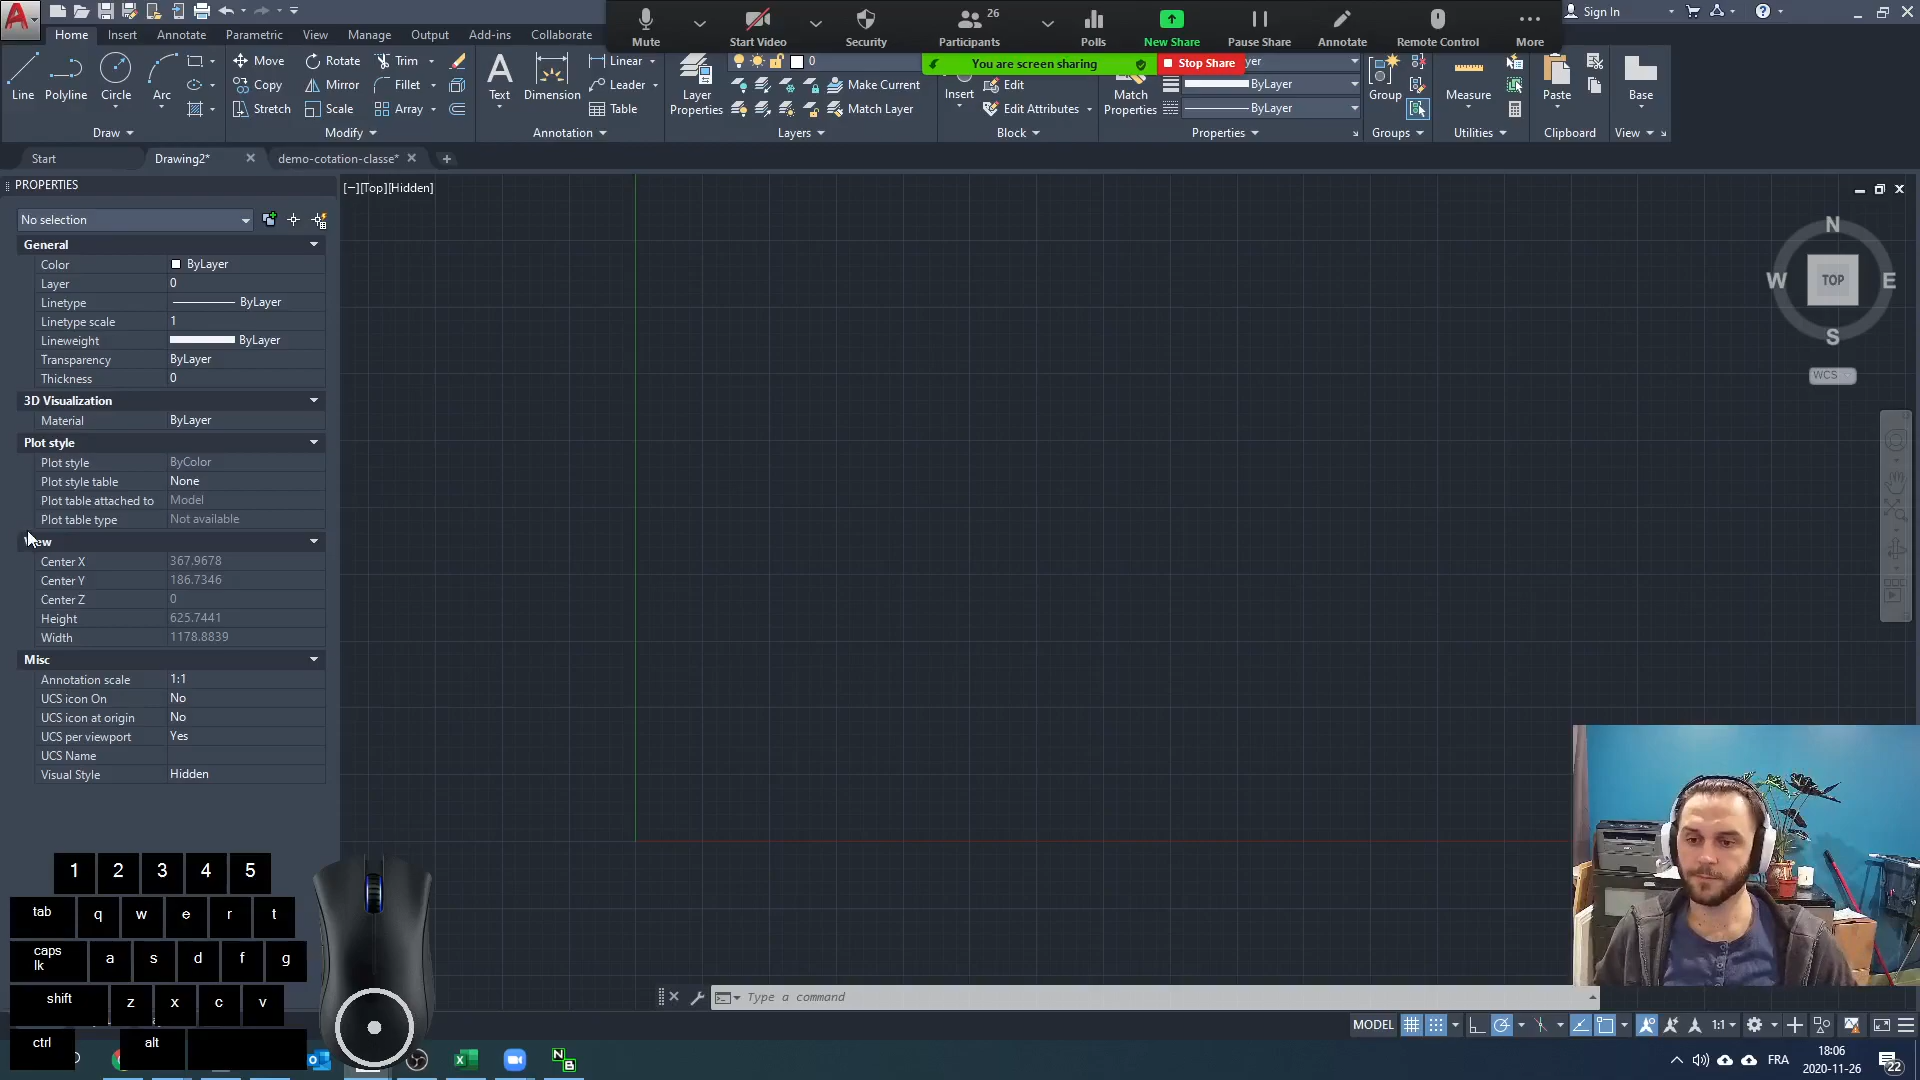 Sign In
Mute
Start Video
Security
26
Participants
Polls
New Share
Pause Share
Annotate
Remote Control
More
Home
Insert
Annotate
Parametric
View
Manage
Output
Add-ins
Collaborate
You are screen sharing
Stop Share
Line
Polyline
Circle
Arc
Move
Rotate
Trim
Copy
Mirror
Fillet
Stretch
Scale
Array
Text
Dimension
Linear
Leader
Table
Layer
Properties
0
Make Current
Match Layer
Insert
Edit
Edit Attributes
Match
Properties
ByLayer
ByLayer
Group
Measure
Paste
Base
Draw
Modify
Annotation
Layers
Block
Properties
Groups
Utilities
Clipboard
View
Start
Drawing2*
demo-cotation-classe*
PROPERTIES
[−][Top][Hidden]
No selection
General
Color ByLayer
Layer 0
Linetype ByLayer
Linetype scale 1
Lineweight ByLayer
Transparency ByLayer
Thickness 0
3D Visualization
Material ByLayer
Plot style
Plot style ByColor
Plot style table None
Plot table attached to Model
Plot table type Not available
Center X 367.9678
Center Y 186.7346
Center Z 0
Height 625.7441
Width 1178.8839
Misc
Annotation scale 1:1
UCS icon On No
UCS icon at origin No
UCS per viewport Yes
UCS Name
Visual Style Hidden
N
W TOP E
S
WCS
1 2 3 4 5
tab q w e r t
caps lk a s d f g
shift z x c v
ctrl alt
Type a command
MODEL
1:1
FRA
18:06
2020-11-26
22